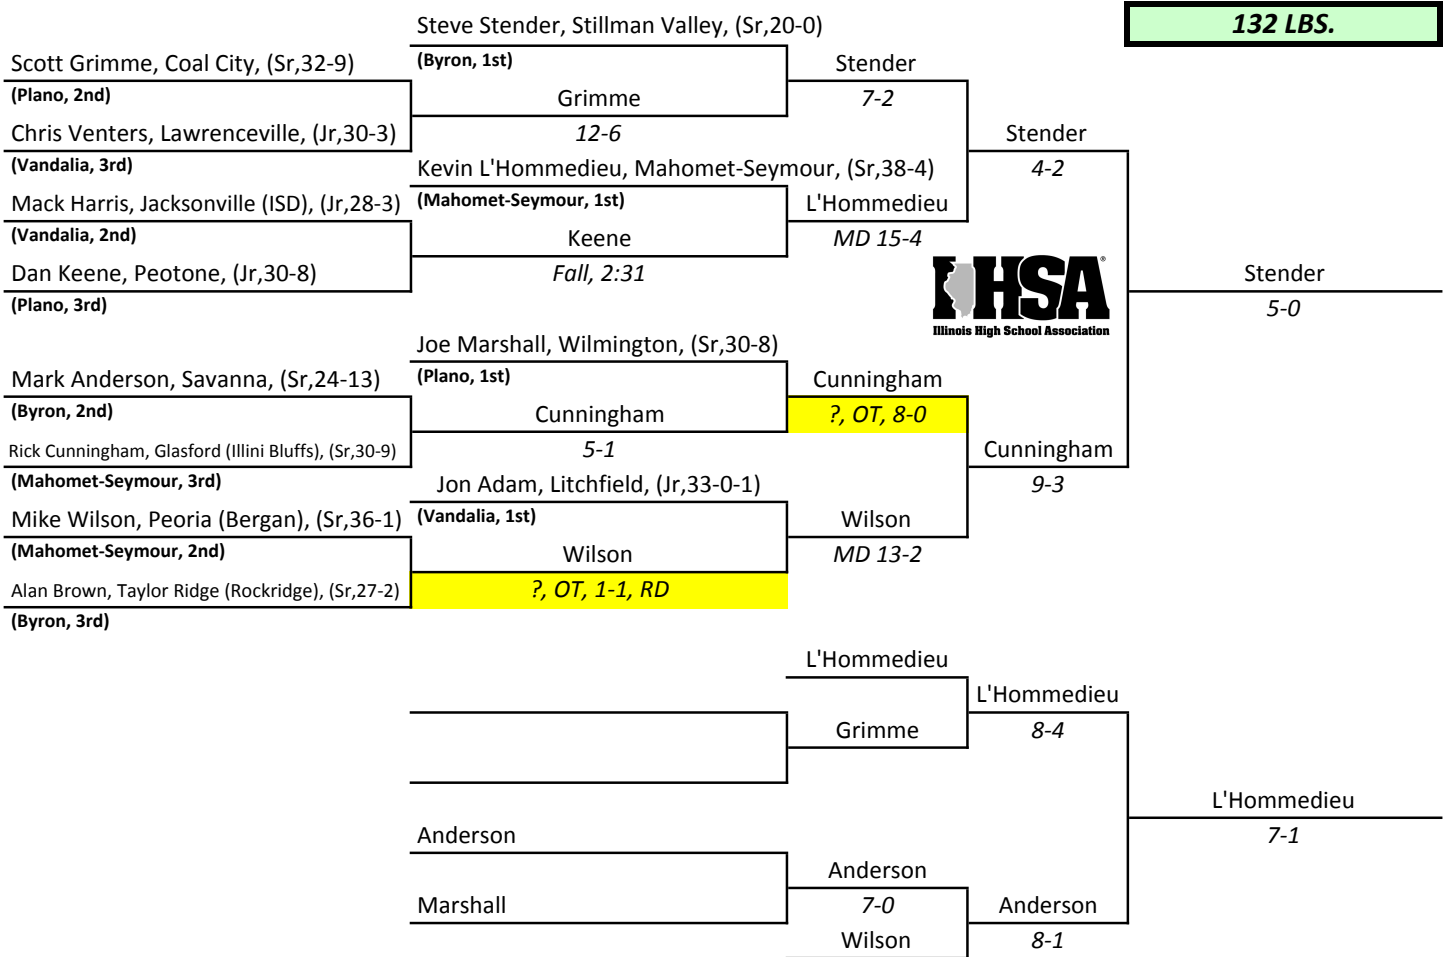 132 LBS.
Steve Stender, Stillman Valley, (Sr,20-0)
(Byron, 1st)
Scott Grimme, Coal City, (Sr,32-9)
(Plano, 2nd)
Stender
7-2
Grimme
12-6
Chris Venters, Lawrenceville, (Jr,30-3)
(Vandalia, 3rd)
Stender
4-2
Kevin L'Hommedieu, Mahomet-Seymour, (Sr,38-4)
(Mahomet-Seymour, 1st)
Mack Harris, Jacksonville (ISD), (Jr,28-3)
(Vandalia, 2nd)
L'Hommedieu
MD 15-4
Keene
Fall, 2:31
Dan Keene, Peotone, (Jr,30-8)
(Plano, 3rd)
IHSA
Illinois High School Association
Stender
5-0
Joe Marshall, Wilmington, (Sr,30-8)
(Plano, 1st)
Mark Anderson, Savanna, (Sr,24-13)
(Byron, 2nd)
Cunningham
?, OT, 8-0
Cunningham
5-1
Rick Cunningham, Glasford (Illini Bluffs), (Sr,30-9)
(Mahomet-Seymour, 3rd)
Cunningham
9-3
Jon Adam, Litchfield, (Jr,33-0-1)
(Vandalia, 1st)
Mike Wilson, Peoria (Bergan), (Sr,36-1)
(Mahomet-Seymour, 2nd)
Wilson
MD 13-2
Wilson
?, OT, 1-1, RD
Alan Brown, Taylor Ridge (Rockridge), (Sr,27-2)
(Byron, 3rd)
L'Hommedieu
L'Hommedieu
8-4
Grimme
L'Hommedieu
7-1
Anderson
Anderson
7-0
Marshall
Anderson
8-1
Wilson